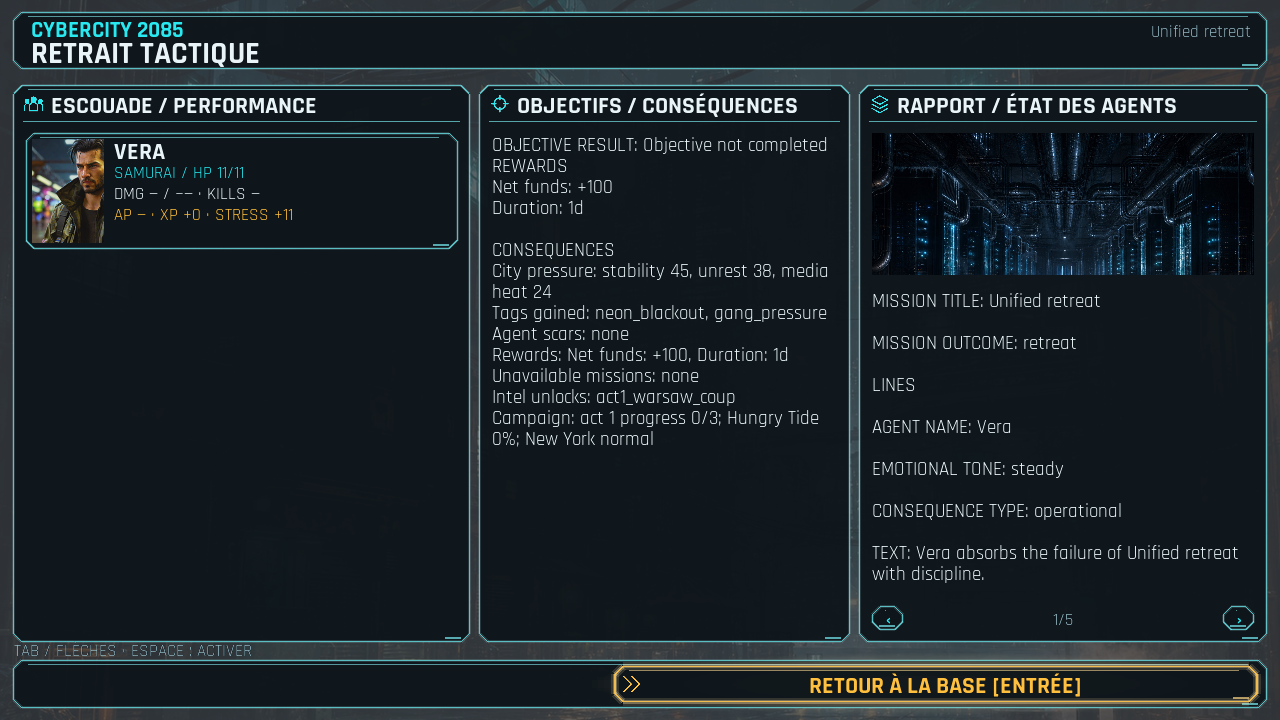 CYBERCITY 2085
RETRAIT TACTIQUE
Unified retreat
ESCOUADE / PERFORMANCE
VERA
SAMURAI / HP 11/11
DMG – / –– · KILLS –
AP – · XP +0 · STRESS +11
OBJECTIFS / CONSÉQUENCES
OBJECTIVE RESULT: Objective not completed
REWARDS
Net funds: +100
Duration: 1d
CONSEQUENCES
City pressure: stability 45, unrest 38, media
heat 24
Tags gained: neon_blackout, gang_pressure
Agent scars: none
Rewards: Net funds: +100, Duration: 1d
Unavailable missions: none
Intel unlocks: act1_warsaw_coup
Campaign: act 1 progress 0/3; Hungry Tide
0%; New York normal
RAPPORT / ÉTAT DES AGENTS
MISSION TITLE: Unified retreat
MISSION OUTCOME: retreat
LINES
AGENT NAME: Vera
EMOTIONAL TONE: steady
CONSEQUENCE TYPE: operational
TEXT: Vera absorbs the failure of Unified retreat
with discipline.
‹ 1/5 ›
TAB / FLECHES · ESPACE : ACTIVER
RETOUR À LA BASE [ENTRÉE]